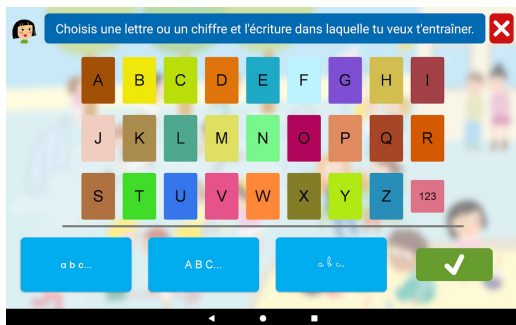 Choisis une lettre ou un chiffre et l'écriture dans laquelle tu veux t'entraîner.
A B C D E F G H I
J K L M N O P Q R
S T U V W X Y Z 123
a b c... A B C... a b c...